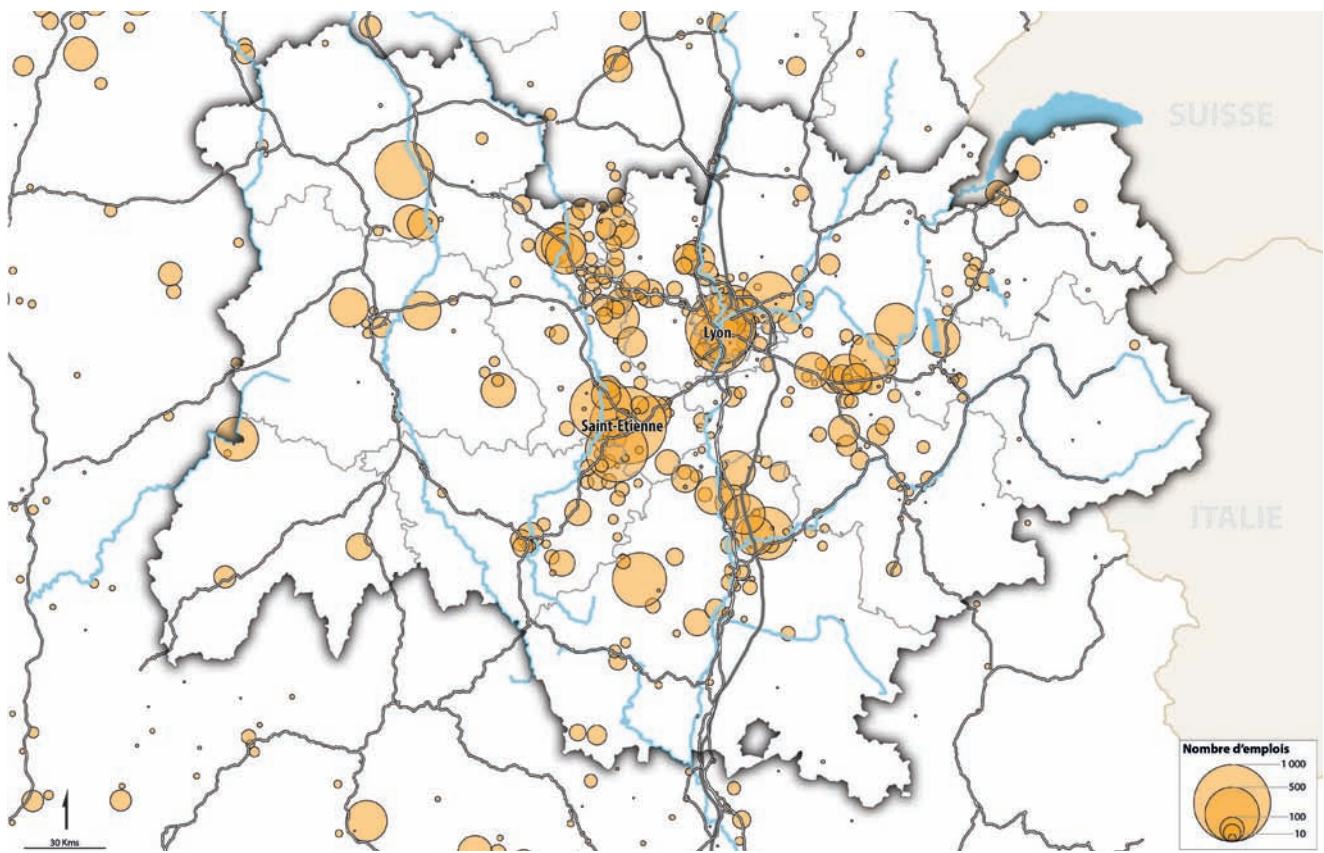 SUISSE
Lyon
Saint-Etienne
ITALIE
Nombre d'emplois
1 000
500
100
10
30 Kms